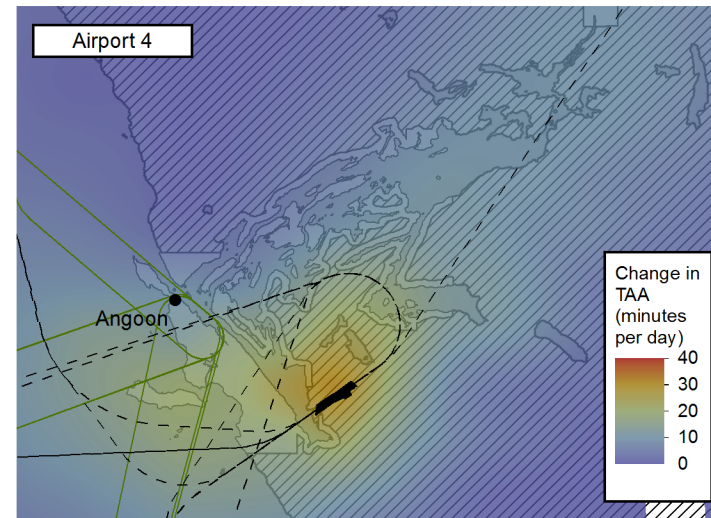 Airport 4
Angoon
Change in
TAA
(minutes
per day)
40
30
20
10
0